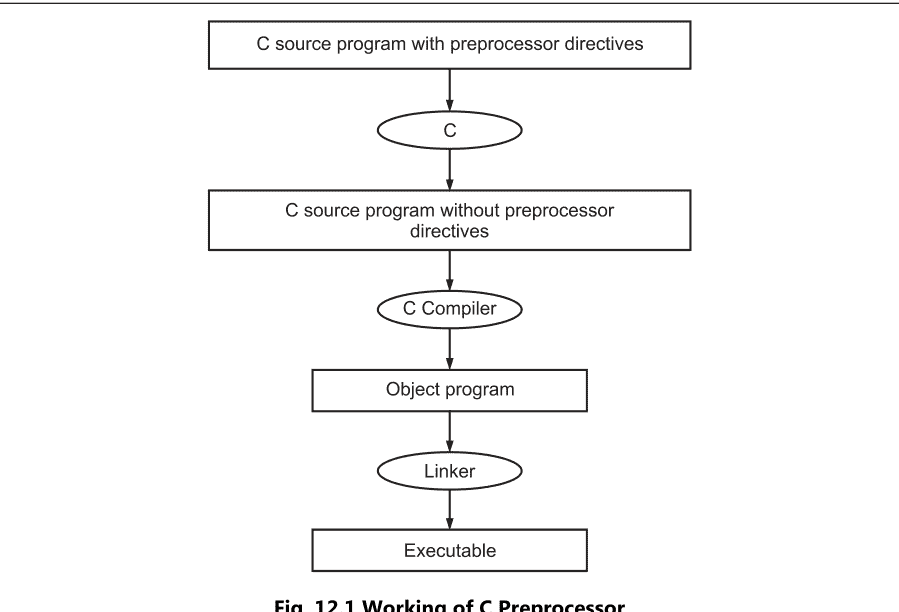 C source program with preprocessor directives
C
C source program without preprocessor
directives
C Compiler
Object program
Linker
Executable
Fig. 12.1 Working of C Preprocessor